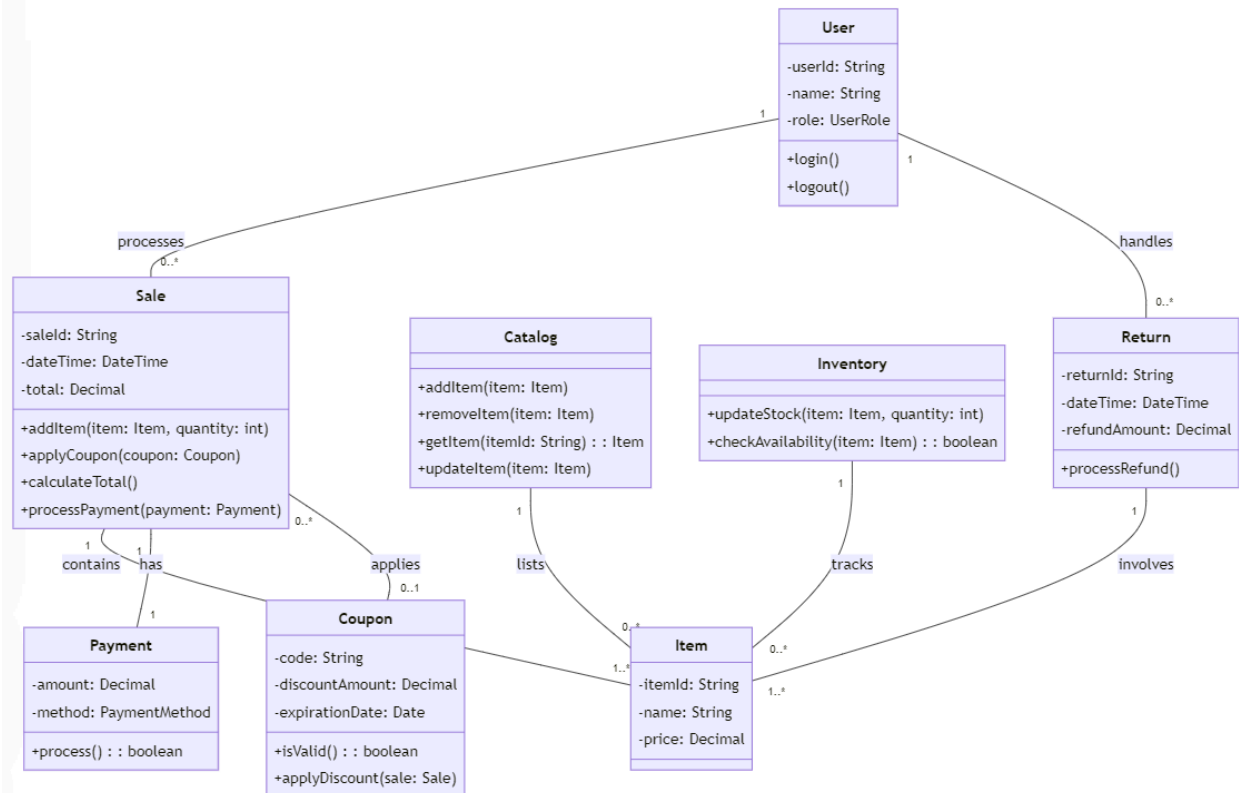 User
-userId: String
-name: String
-role: UserRole
+login()
+logout()
1
1
processes
0..*
handles
0..*
Sale
-saleId: String
-dateTime: DateTime
-total: Decimal
+addItem(item: Item, quantity: int)
+applyCoupon(coupon: Coupon)
+calculateTotal()
+processPayment(payment: Payment)
Catalog
+addItem(item: Item)
+removeItem(item: Item)
+getItem(itemId: String) : : Item
+updateItem(item: Item)
Inventory
+updateStock(item: Item, quantity: int)
+checkAvailability(item: Item) : : boolean
Return
-returnId: String
-dateTime: DateTime
-refundAmount: Decimal
+processRefund()
1
1
0..*
1
1
1
contains
has
applies
lists
tracks
involves
1
0..1
0..*
1..*
0..*
1..*
Payment
-amount: Decimal
-method: PaymentMethod
+process() : : boolean
Coupon
-code: String
-discountAmount: Decimal
-expirationDate: Date
+isValid() : : boolean
+applyDiscount(sale: Sale)
Item
-itemId: String
-name: String
-price: Decimal